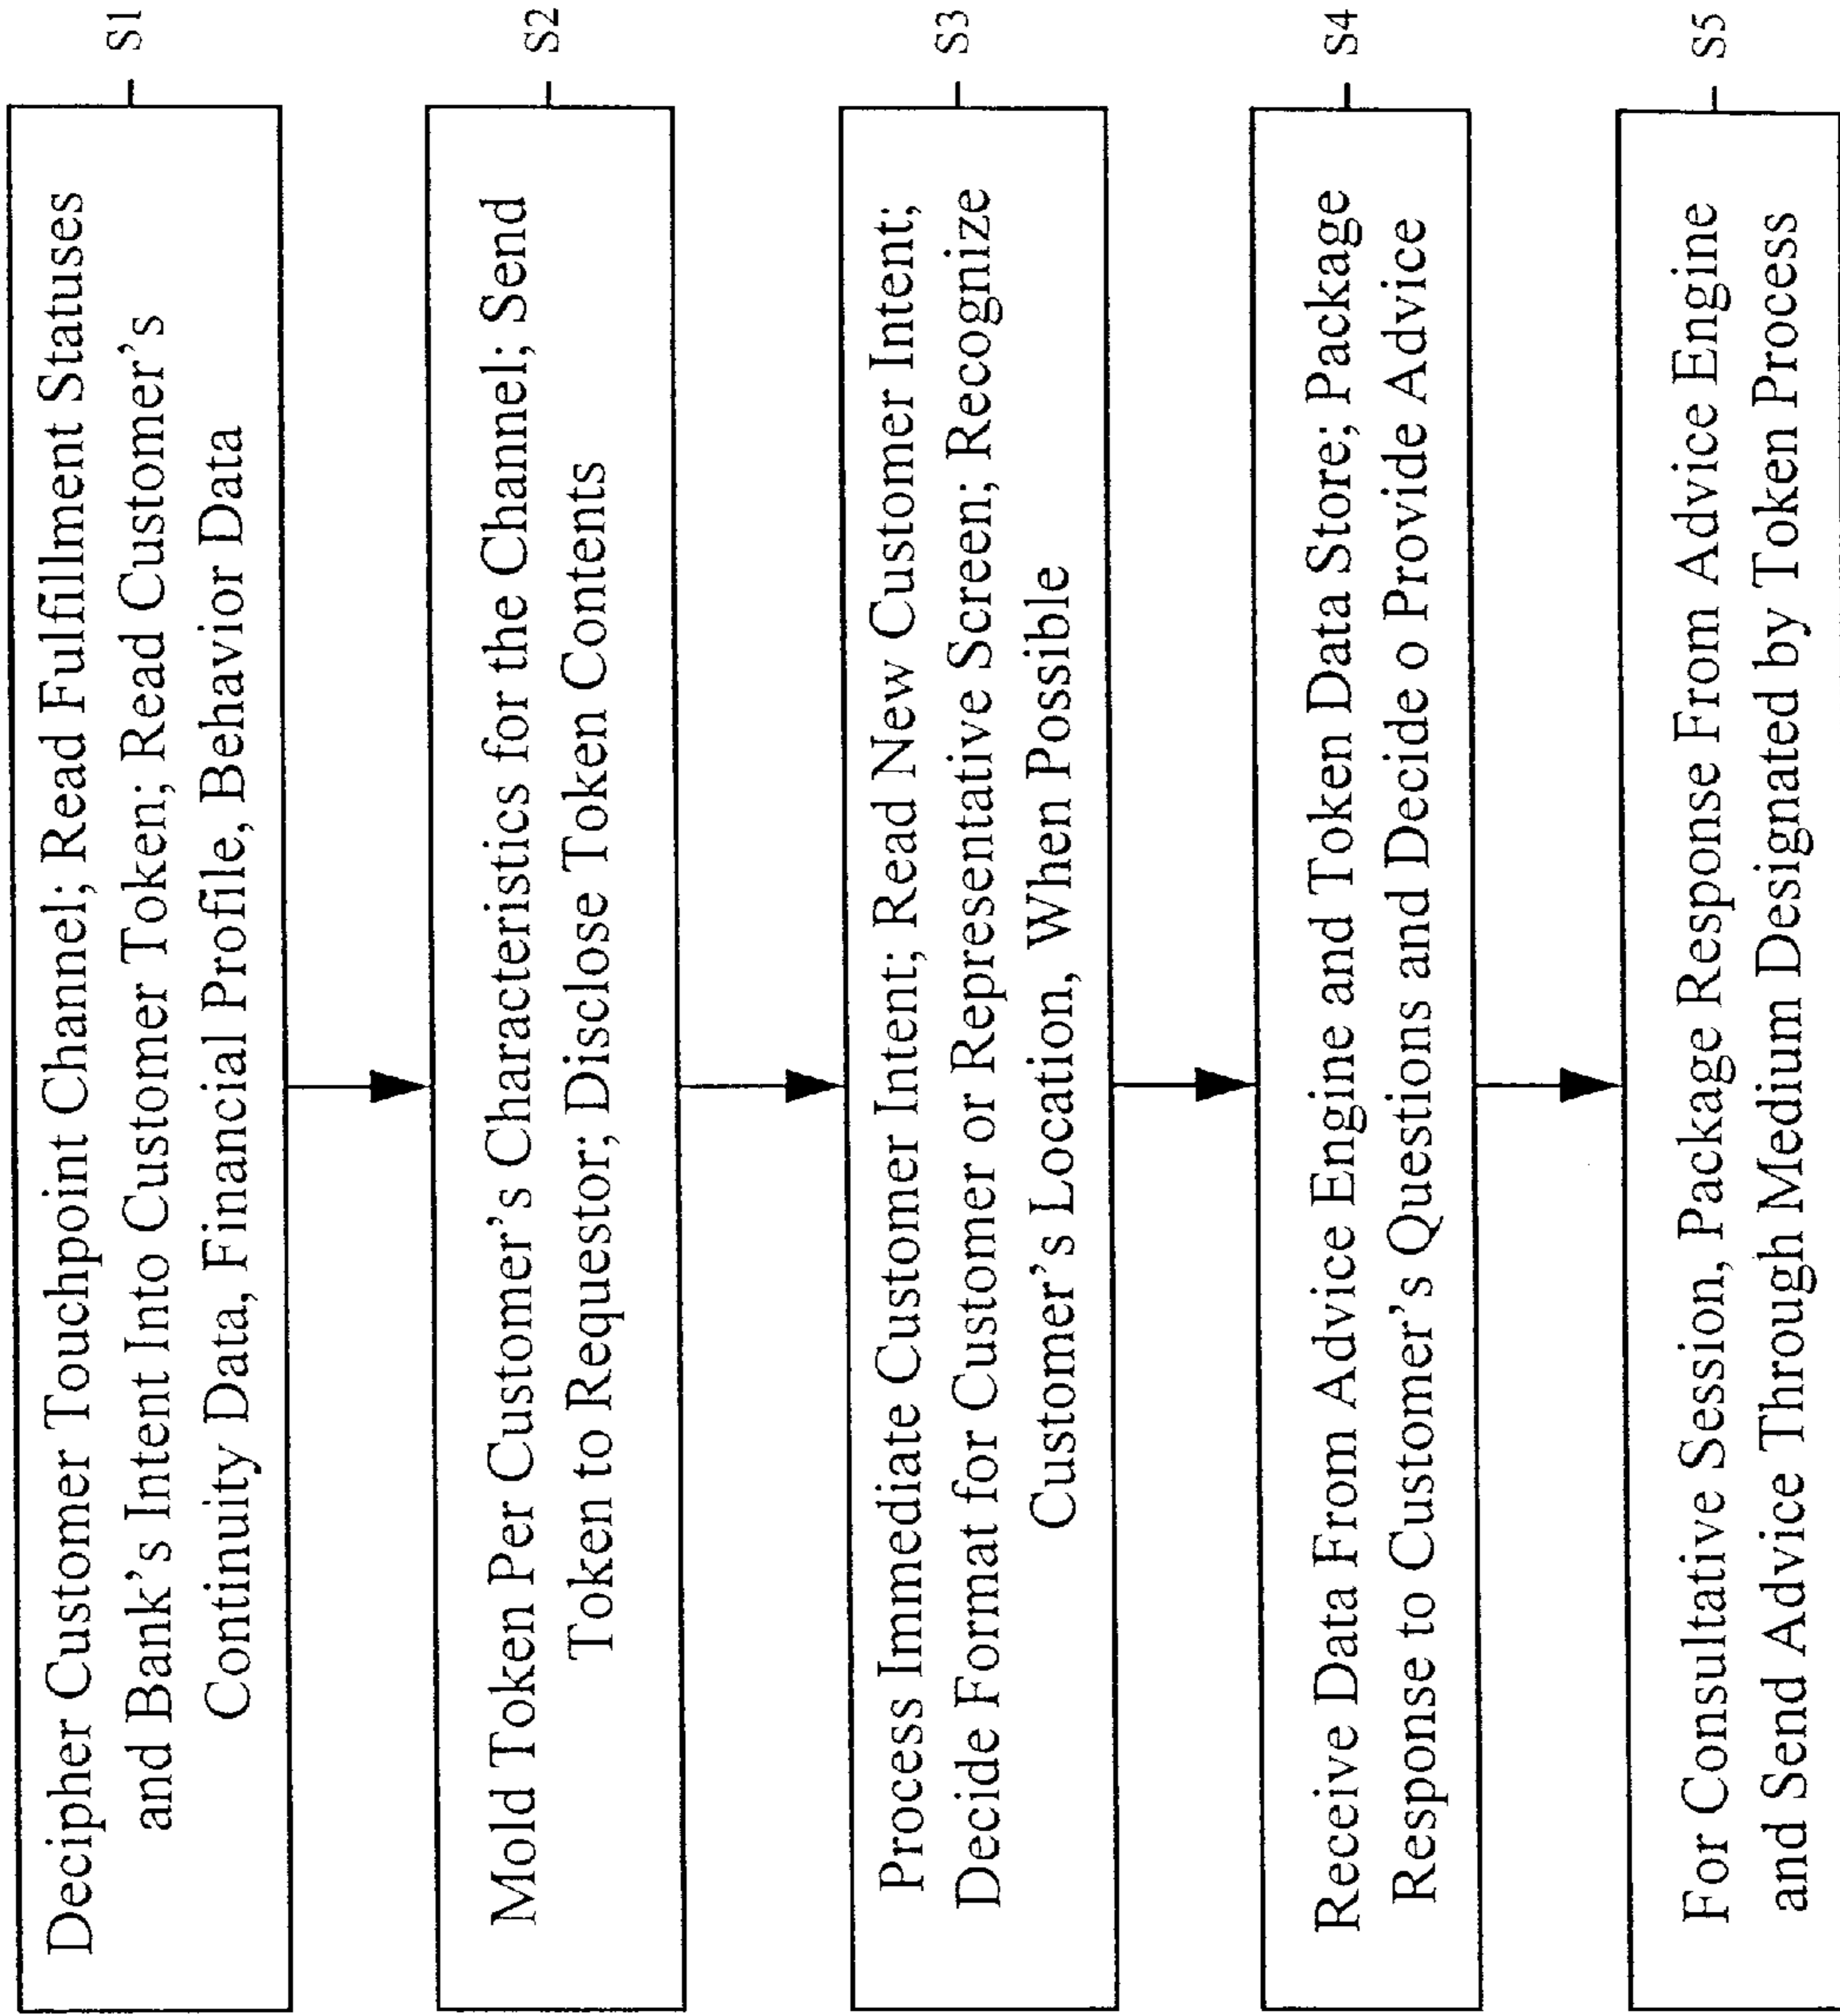 Decipher Customer Touchpoint Channel; Read Fulfillment Statuses
and Bank's Intent Into Customer Token; Read Customer's
Continuity Data, Financial Profile, Behavior Data
S1
Mold Token Per Customer's Characteristics for the Channel; Send
Token to Requestor; Disclose Token Contents
S2
Process Immediate Customer Intent; Read New Customer Intent;
Decide Format for Customer or Representative Screen; Recognize
Customer's Location, When Possible
S3
Receive Data From Advice Engine and Token Data Store; Package
Response to Customer's Questions and Decide o Provide Advice
S4
For Consultative Session, Package Response From Advice Engine
and Send Advice Through Medium Designated by Token Process
S5